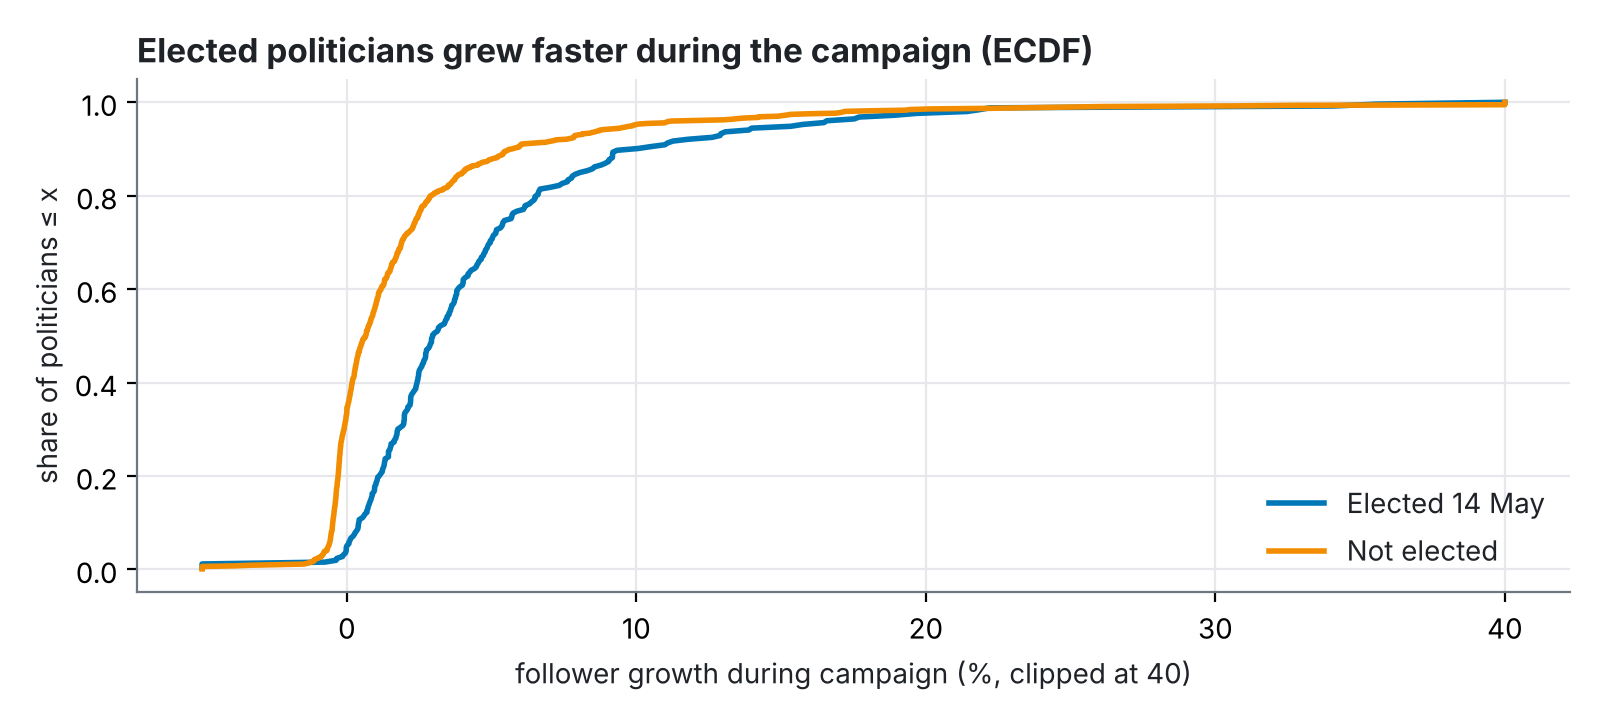 Elected politicians grew faster during the campaign (ECDF)
share of politicians ≤ x
1.0
0.8
0.6
0.4
0.2
0.0
Elected 14 May
Not elected
0
10
20
30
40
follower growth during campaign (%, clipped at 40)